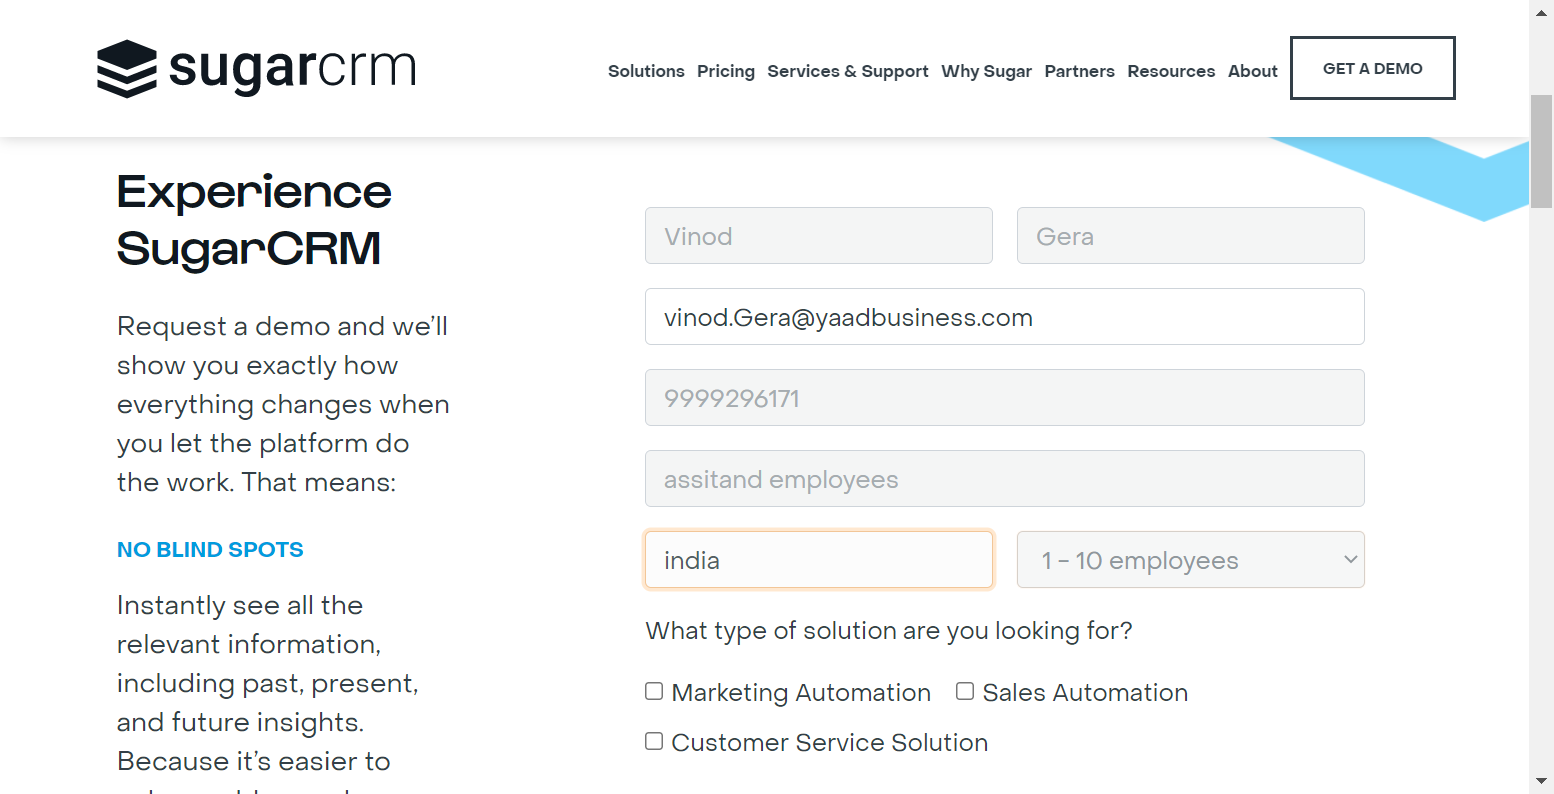 sugarcrm
Solutions Pricing Services & Support Why Sugar Partners Resources About GET A DEMO
Experience
SugarCRM
Request a demo and we’ll
show you exactly how
everything changes when
you let the platform do
the work. That means:
NO BLIND SPOTS
Instantly see all the
relevant information,
including past, present,
and future insights.
Because it’s easier to
Vinod Gera
vinod.Gera@yaadbusiness.com
9999296171
assitand employees
india 1 - 10 employees
What type of solution are you looking for?
Marketing Automation Sales Automation
Customer Service Solution